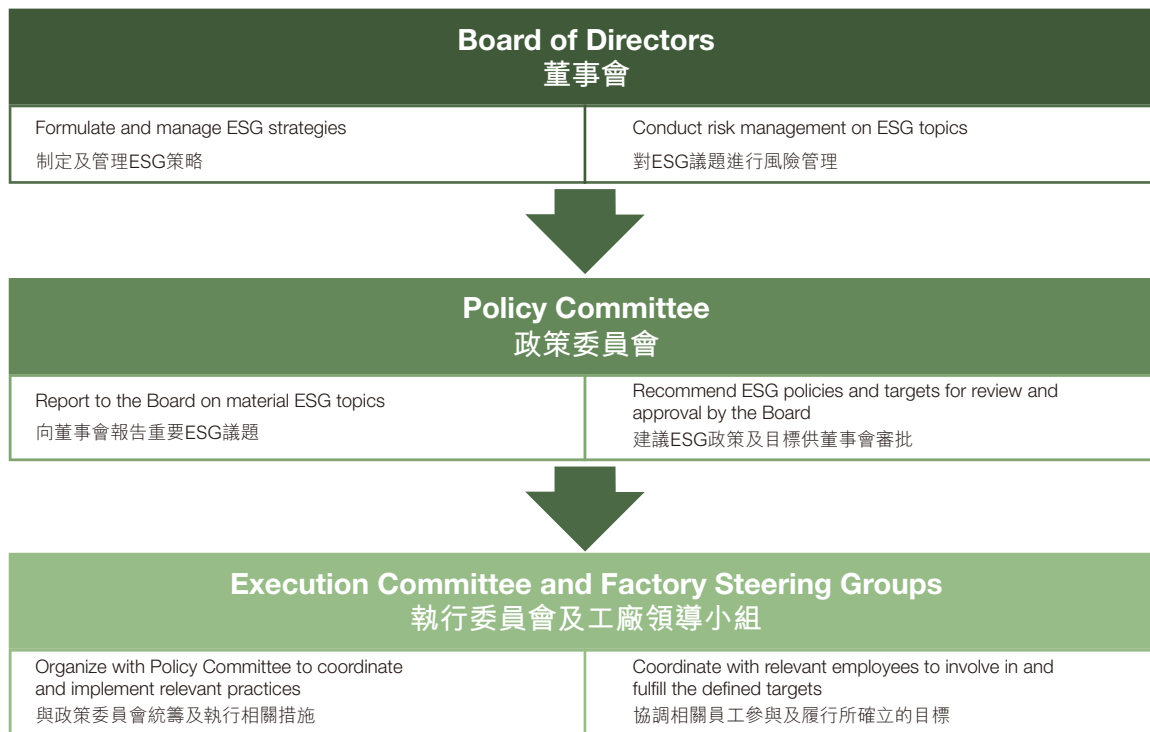 Board of Directors
董事會
Formulate and manage ESG strategies
制定及管理ESG策略
Conduct risk management on ESG topics
對ESG議題進行風險管理
Policy Committee
政策委員會
Report to the Board on material ESG topics
向董事會報告重要ESG議題
Recommend ESG policies and targets for review and
approval by the Board
建議ESG政策及目標供董事會審批
Execution Committee and Factory Steering Groups
執行委員會及工廠領導小組
Organize with Policy Committee to coordinate
and implement relevant practices
與政策委員會統籌及執行相關措施
Coordinate with relevant employees to involve in and
fulfill the defined targets
協調相關員工參與及履行所確立的目標